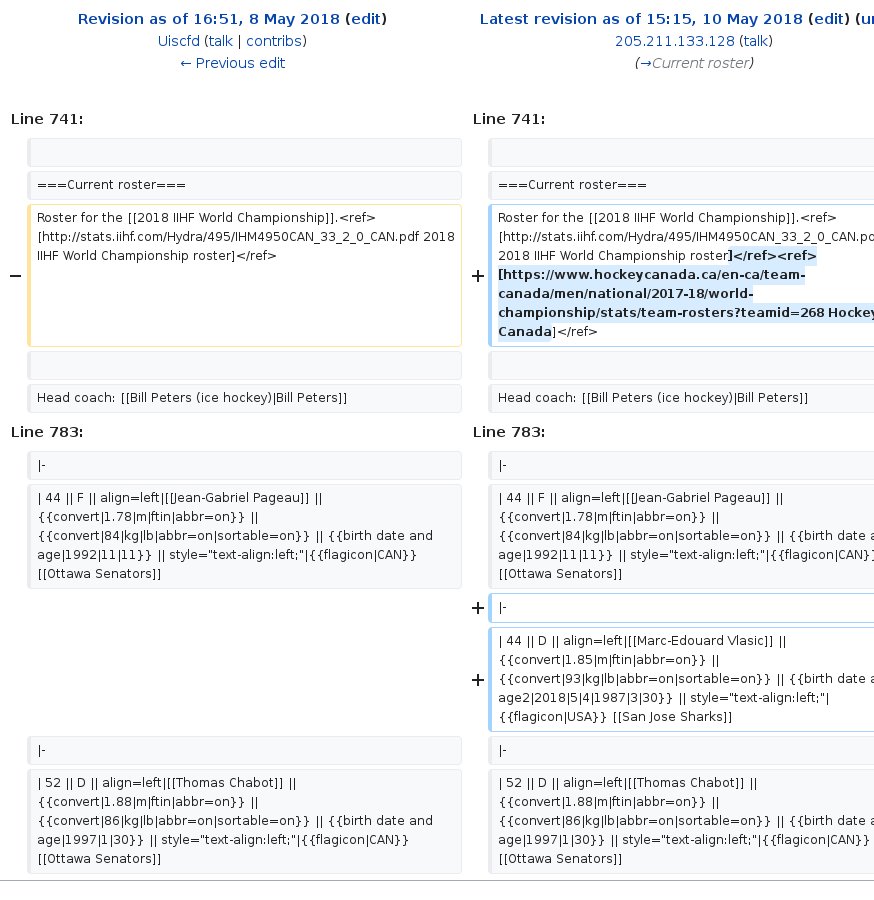 Revision as of 16:51, 8 May 2018 (edit)
Uiscfd (talk | contribs)
← Previous edit
Latest revision as of 15:15, 10 May 2018 (edit) (u
205.211.133.128 (talk)
(→Current roster)
Line 741:
Line 741:
===Current roster===
===Current roster===
−
Roster for the [[2018 IIHF World Championship]].<ref>
[http://stats.iihf.com/Hydra/495/IHM4950CAN_33_2_0_CAN.pdf 2018
IIHF World Championship roster]</ref>
+
Roster for the [[2018 IIHF World Championship]].<ref>
[http://stats.iihf.com/Hydra/495/IHM4950CAN_33_2_0_CAN.pd
2018 IIHF World Championship roster]</ref><ref>
[https://www.hockeycanada.ca/en-ca/team-
canada/men/national/2017-18/world-
championship/stats/team-rosters?teamid=268 Hockey
Canada]</ref>
Head coach: [[Bill Peters (ice hockey)|Bill Peters]]
Head coach: [[Bill Peters (ice hockey)|Bill Peters]]
Line 783:
Line 783:
|-
|-
| 44 || F || align=left|[[Jean-Gabriel Pageau]] ||
{{convert|1.78|m|ftin|abbr=on}} ||
{{convert|84|kg|lb|abbr=on|sortable=on}} || {{birth date and
age|1992|11|11}} || style="text-align:left;"|{{flagicon|CAN}}
[[Ottawa Senators]]
| 44 || F || align=left|[[Jean-Gabriel Pageau]] ||
{{convert|1.78|m|ftin|abbr=on}} ||
{{convert|84|kg|lb|abbr=on|sortable=on}} || {{birth date a
age|1992|11|11}} || style="text-align:left;"|{{flagicon|CAN}}
[[Ottawa Senators]]
+
|-
+
| 44 || D || align=left|[[Marc-Edouard Vlasic]] ||
{{convert|1.85|m|ftin|abbr=on}} ||
{{convert|93|kg|lb|abbr=on|sortable=on}} || {{birth date a
age2|2018|5|4|1987|3|30}} || style="text-align:left;"|
{{flagicon|USA}} [[San Jose Sharks]]
|-
|-
| 52 || D || align=left|[[Thomas Chabot]] ||
{{convert|1.88|m|ftin|abbr=on}} ||
{{convert|86|kg|lb|abbr=on|sortable=on}} || {{birth date and
age|1997|1|30}} || style="text-align:left;"|{{flagicon|CAN}}
[[Ottawa Senators]]
| 52 || D || align=left|[[Thomas Chabot]] ||
{{convert|1.88|m|ftin|abbr=on}} ||
{{convert|86|kg|lb|abbr=on|sortable=on}} || {{birth date a
age|1997|1|30}} || style="text-align:left;"|{{flagicon|CAN}}
[[Ottawa Senators]]